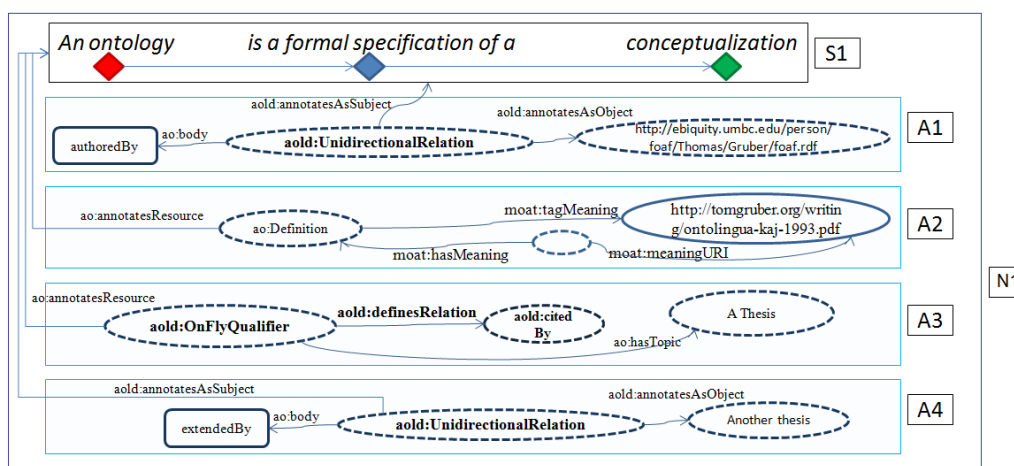 An ontology is a formal specification of a conceptualization
S1
aold:annotatesAsSubject
aold:annotatesAsObject
authoredBy
ao:body
aold:UnidirectionalRelation
http://ebiquity.umbc.edu/person/
foaf/Thomas/Gruber/foaf.rdf
A1
ao:annotatesResource
ao:Definition
moat:tagMeaning
http://tomgruber.org/writin
g/ontolingua-kaj-1993.pdf
moat:hasMeaning
moat:meaningURI
A2
N1
ao:annotatesResource
aold:OnFlyQualifier
aold:definesRelation
aold:cited
By
A Thesis
ao:hasTopic
A3
aold:annotatesAsSubject
aold:annotatesAsObject
extendedBy
ao:body
aold:UnidirectionalRelation
Another thesis
A4